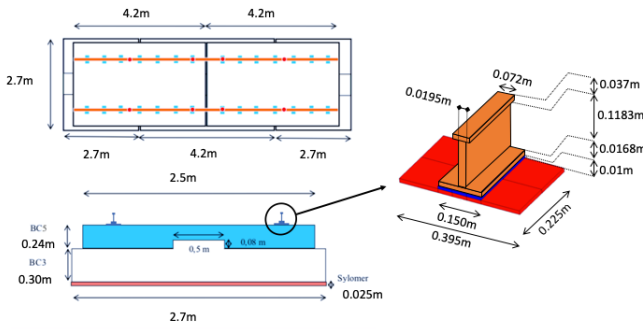 4.2m 4.2m
2.7m
2.7m 4.2m 2.7m
0.072m
0.037m
0.0195m
0.1183m
0.0168m
0.01m
0.150m
0.225m
0.395m
2.5m
BC5
0.24m
0,5 m
0,08 m
BC3
0.30m
Sylomer
0.025m
2.7m